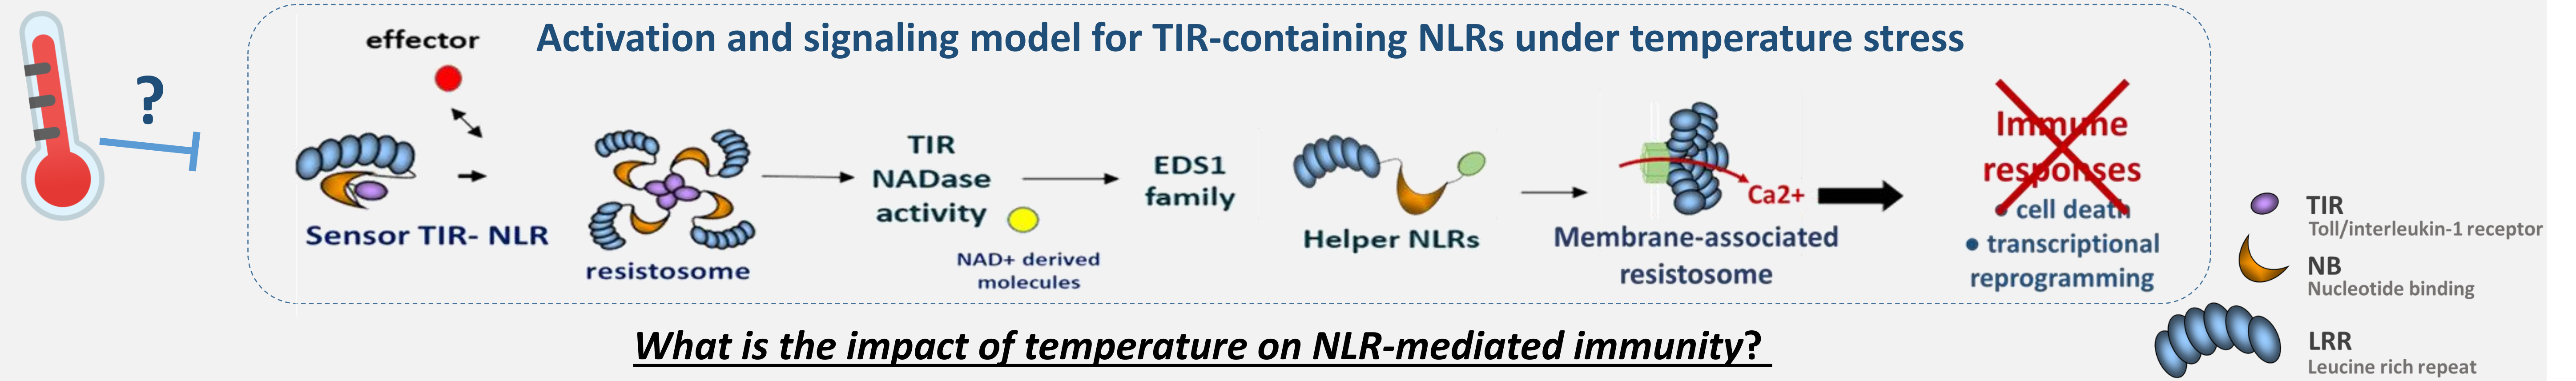 ?
Activation and signaling model for TIR-containing NLRs under temperature stress
effector
Sensor TIR- NLR
resistosome
TIR
NADase
activity
NAD+ derived
molecules
EDS1
family
Helper NLRs
Ca2+
Membrane-associated
resistosome
Immune
responses
• cell death
• transcriptional
reprogramming
TIR
Toll/interleukin-1 receptor
NB
Nucleotide binding
LRR
Leucine rich repeat
What is the impact of temperature on NLR-mediated immunity?